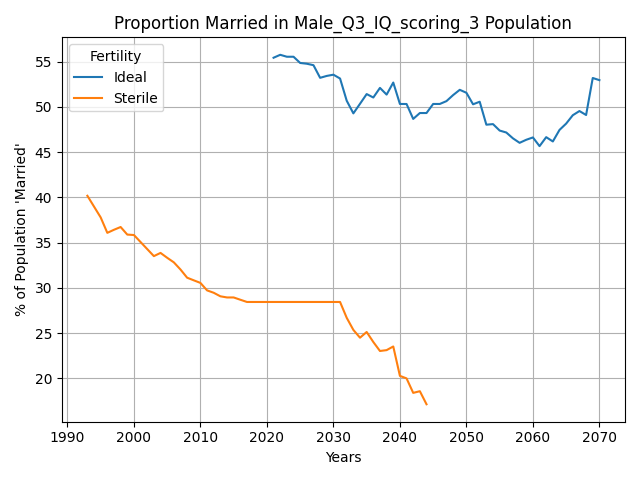 Proportion Married in Male_Q3_IQ_scoring_3 Population
Fertility
Ideal
Sterile
% of Population 'Married'
55
50
45
40
35
30
25
20
1990
2000
2010
2020
2030
2040
2050
2060
2070
Years